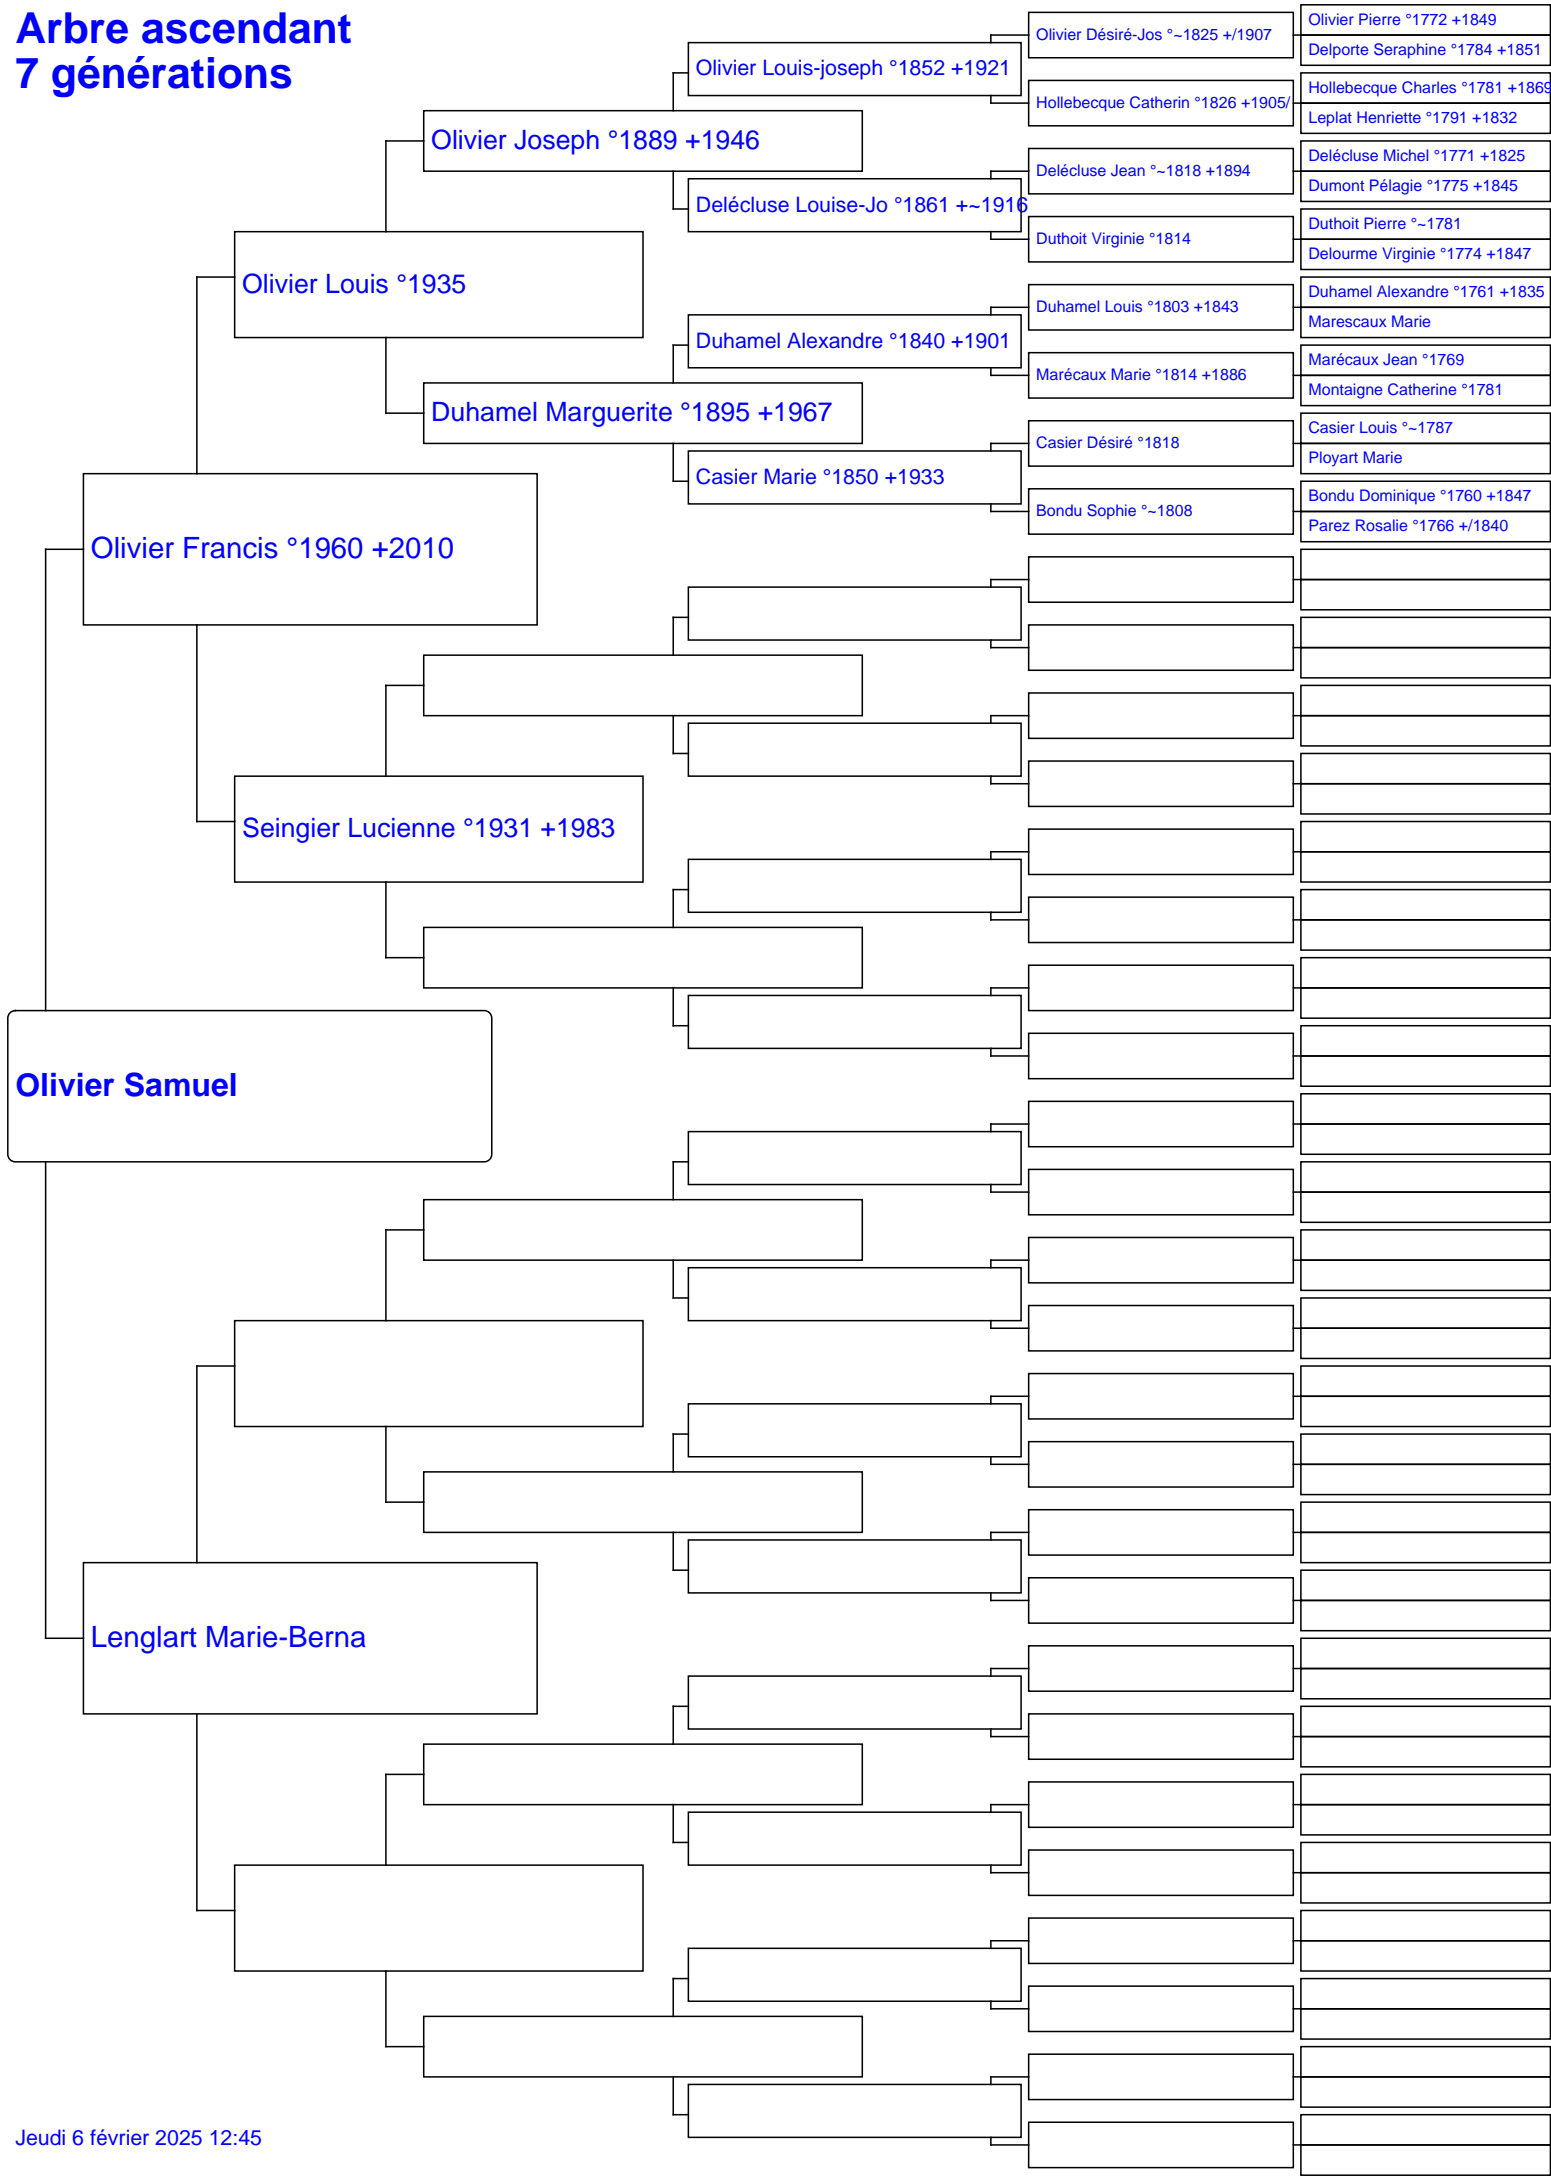 Arbre ascendant
7 générations
Olivier Désiré-Jos °~1825 +/1907
Olivier Pierre °1772 +1849
Delporte Seraphine °1784 +1851
Olivier Louis-joseph °1852 +1921
Hollebecque Catherin °1826 +1905/
Hollebecque Charles °1781 +1869
Leplat Henriette °1791 +1832
Olivier Joseph °1889 +1946
Delécluse Jean °~1818 +1894
Delécluse Michel °1771 +1825
Dumont Pélagie °1775 +1845
Delécluse Louise-Jo °1861 +~1916
Duthoit Virginie °1814
Duthoit Pierre °~1781
Delourme Virginie °1774 +1847
Olivier Louis °1935
Duhamel Louis °1803 +1843
Duhamel Alexandre °1761 +1835
Marescaux Marie
Duhamel Alexandre °1840 +1901
Marécaux Marie °1814 +1886
Marécaux Jean °1769
Montaigne Catherine °1781
Duhamel Marguerite °1895 +1967
Casier Désiré °1818
Casier Louis °~1787
Ployart Marie
Casier Marie °1850 +1933
Bondu Sophie °~1808
Bondu Dominique °1760 +1847
Parez Rosalie °1766 +/1840
Olivier Francis °1960 +2010
Seingier Lucienne °1931 +1983
Olivier Samuel
Lenglart Marie-Berna
Jeudi 6 février 2025 12:45